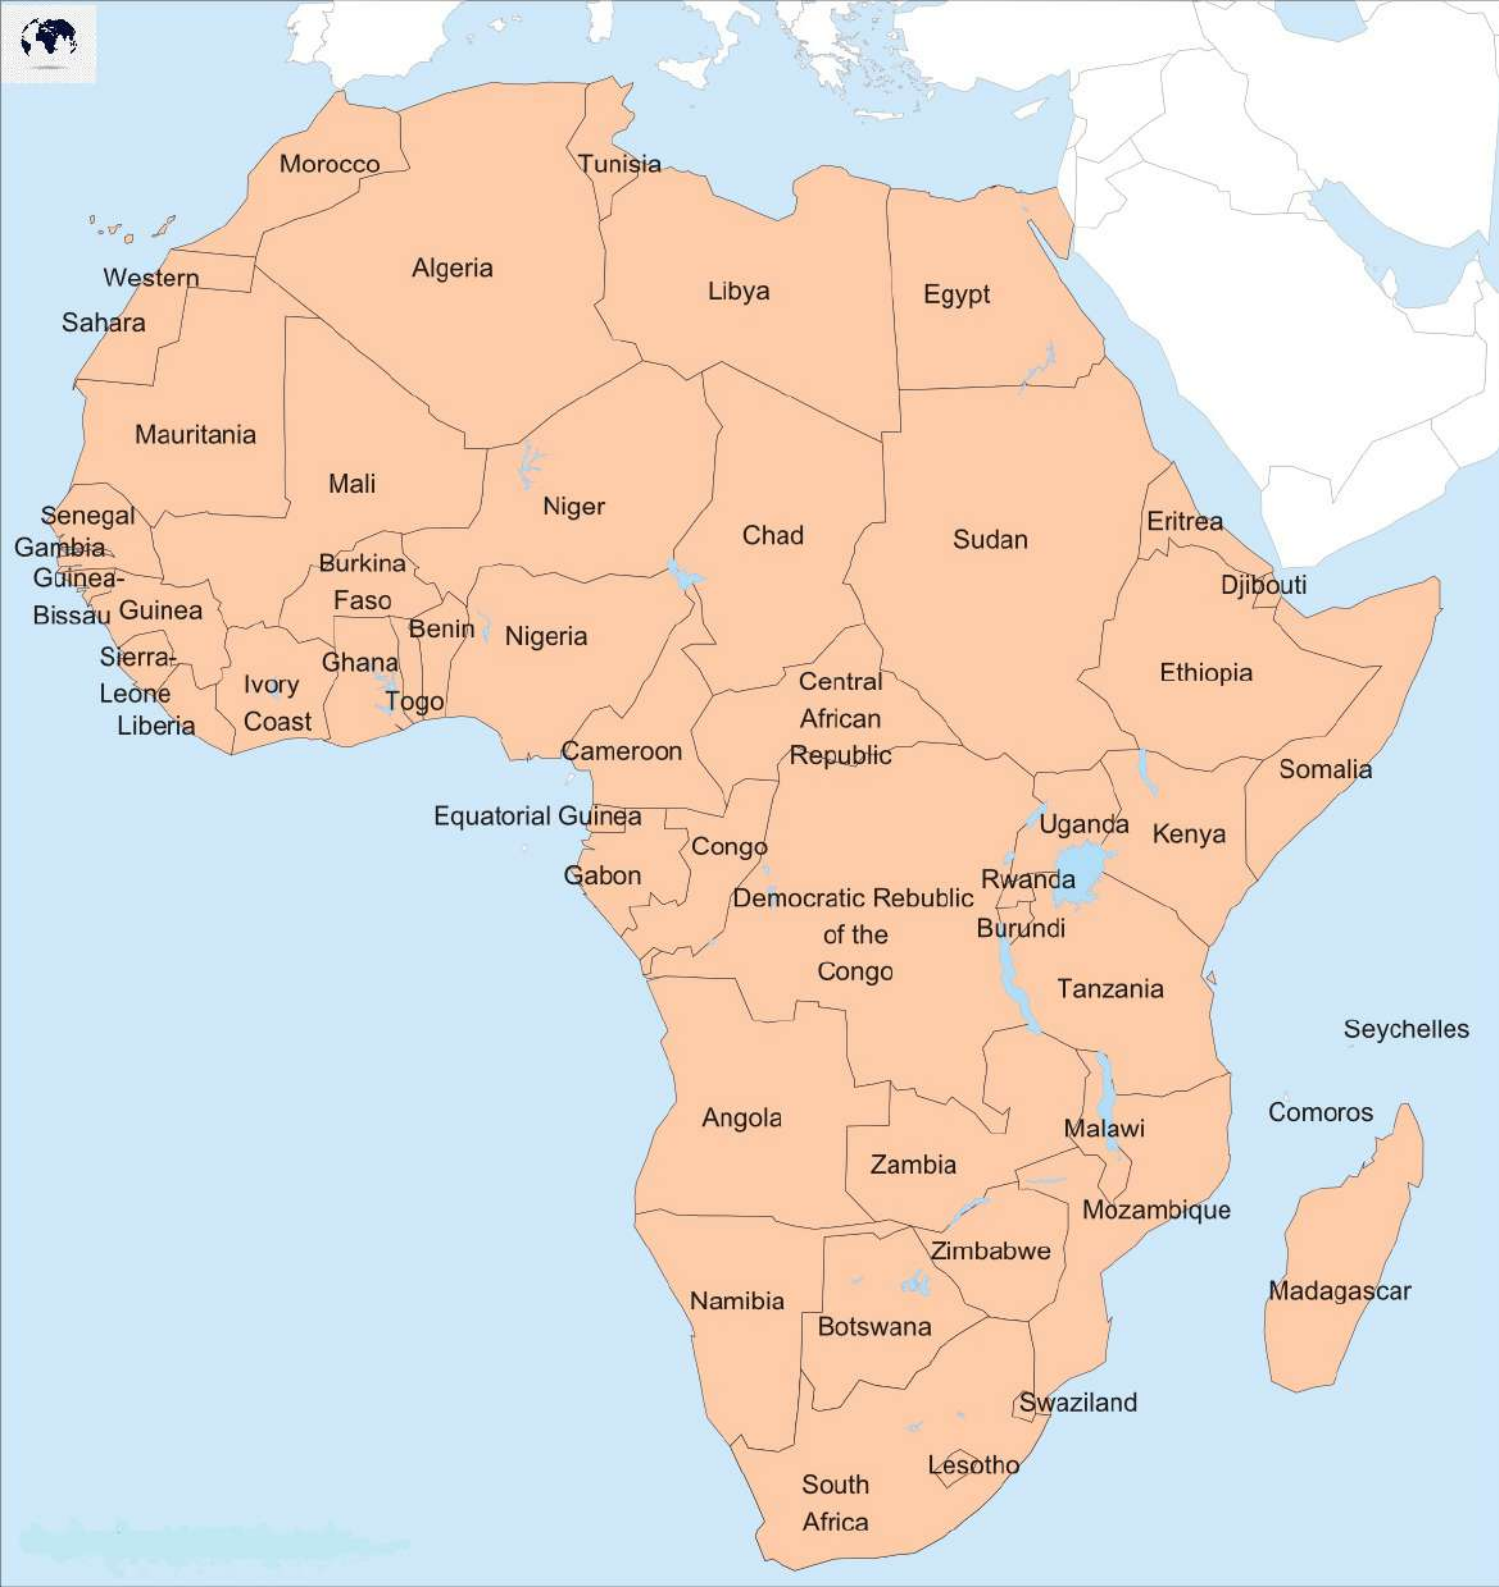 Morocco
Tunisia
Algeria
Libya
Egypt
Western
Sahara
Mauritania
Mali
Niger
Chad
Sudan
Eritrea
Djibouti
Senegal
Gambia
Guinea-
Bissau
Guinea
Burkina
Faso
Benin
Nigeria
Sierra-
Leone
Liberia
Ivory
Coast
Ghana
Togo
Central
African
Republic
Ethiopia
Somalia
Cameroon
Equatorial Guinea
Gabon
Congo
Uganda
Kenya
Rwanda
Burundi
Democratic Rebublic
of the
Congo
Tanzania
Seychelles
Comoros
Angola
Zambia
Malawi
Mozambique
Zimbabwe
Madagascar
Namibia
Botswana
Swaziland
Lesotho
South
Africa